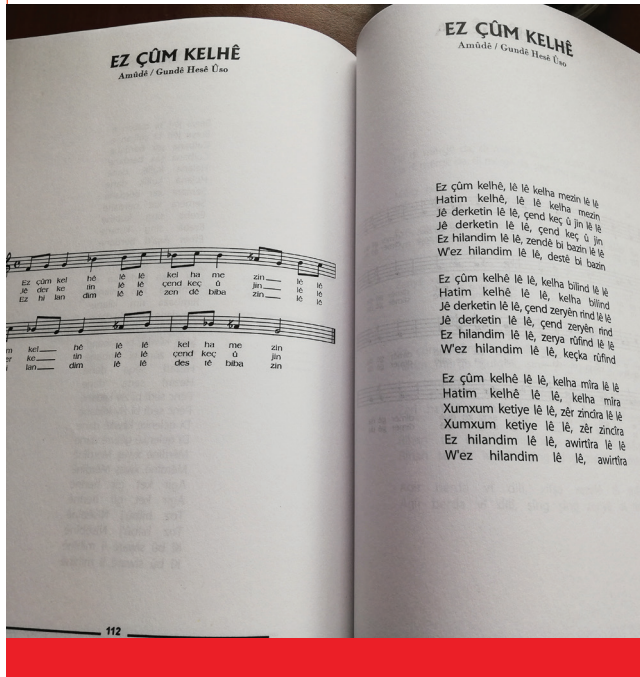 EZ ÇÛM KELHÊ
Amûdê / Gundê Hesê Ûso
Ez çûm kel hê lê lê kel ha me zin___ lê lê
Jê der ke tin lê lê çend keç û jin___ lê lê
Ez hi lan dim lê lê zen dê biba zin___ lê lê
kel___ hê lê lê kel ha me zin
ke___ tin lê lê çend keç û jin
lan___ dim lê lê des tê biba zin
112
EZ ÇÛM KELHÊ
Amûdê / Gundê Hesê Ûso
Ez çûm kelhê, lê lê kelha mezin lê lê
Hatim kelhê, lê lê kelha mezin
Jê derketin lê lê, çend keç û jin lê lê
Jê derketin lê lê, çend keç û jin
Ez hilandim lê lê, zendê bi bazin lê lê
W'ez hilandim lê lê, destê bi bazin
Ez çûm kelhê lê lê, kelha bilind lê lê
Hatim kelhê lê lê, kelha bilind
Jê derketin lê lê, çend zeryên rind lê lê
Jê derketin lê lê, çend zeryên rind
Ez hilandim lê lê, zerya rûfind lê lê
W'ez hilandim lê lê, keçka rûfind
Ez çûm kelhê lê lê, kelha mîra lê lê
Hatim kelhê lê lê, kelha mîra
Xumxum ketiye lê lê, zêr zincîra lê lê
Xumxum ketiye lê lê, zêr zincîra
Ez hilandim lê lê, awirtîra lê lê
W'ez hilandim lê lê, awirtîra